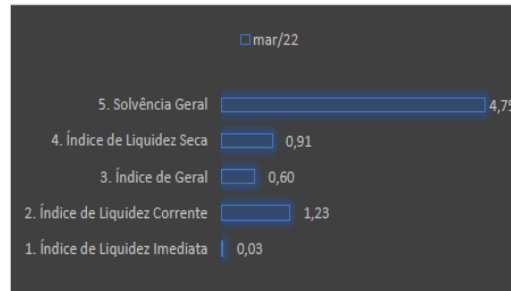 mar/22
5. Solvência Geral 4,75
4. Índice de Liquidez Seca 0,91
3. Índice de Geral 0,60
2. Índice de Liquidez Corrente 1,23
1. Índice de Liquidez Imediata 0,03